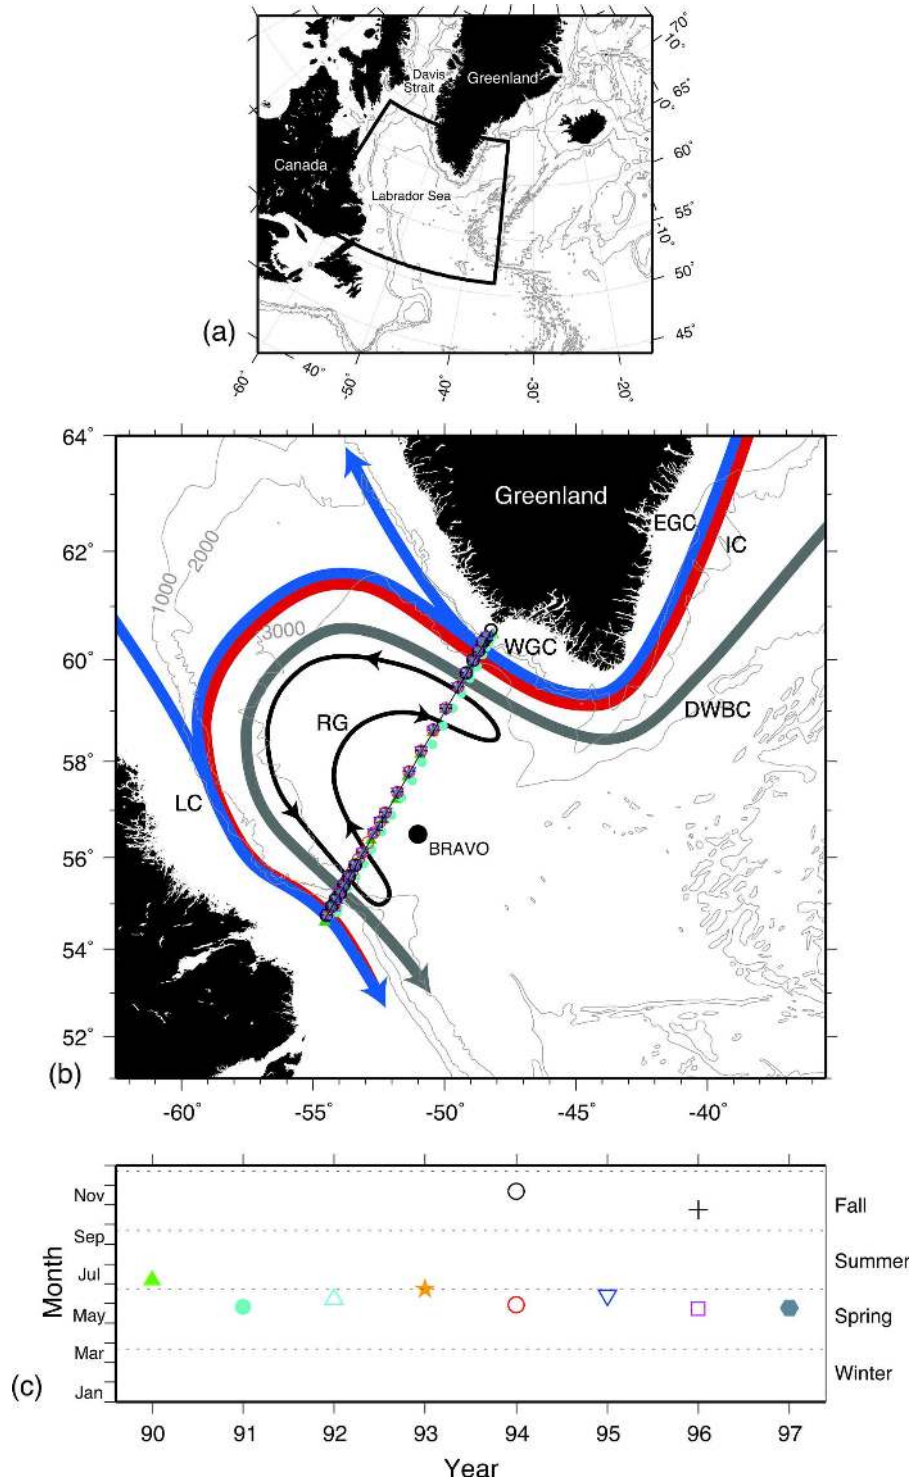 70°
10°
65°
0°
60°
55°
-10°
50°
45°
Davis
Strait
Greenland
Canada
Labrador Sea
(a)
-60°
40°
-50°
-40°
-30°
-20°
64°
62°
60°
58°
56°
54°
52°
Greenland
EGC
IC
1000
2000
3000
WGC
DWBC
RG
LC
BRAVO
(b)
-60°
-55°
-50°
-45°
-40°
Nov
Sep
Jul
May
Mar
Jan
Month
Fall
Summer
Spring
Winter
(c)
90
91
92
93
94
95
96
97
Year